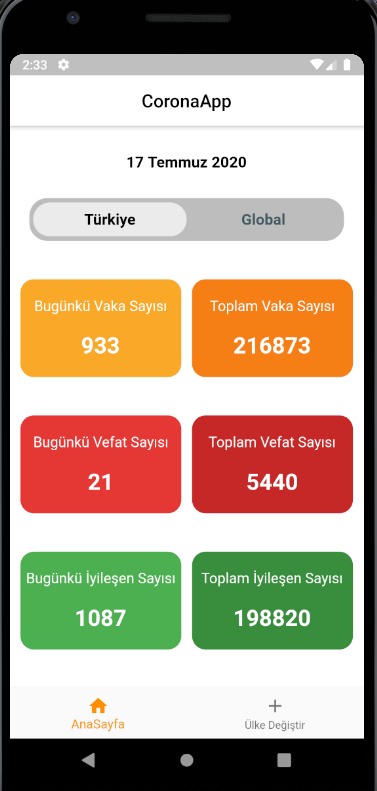 2:33
CoronaApp
17 Temmuz 2020
Türkiye Global
Bugünkü Vaka Sayısı Toplam Vaka Sayısı
933 216873
Bugünkü Vefat Sayısı Toplam Vefat Sayısı
21 5440
Bugünkü İyileşen Sayısı Toplam İyileşen Sayısı
1087 198820
AnaSayfa Ülke Değiştir